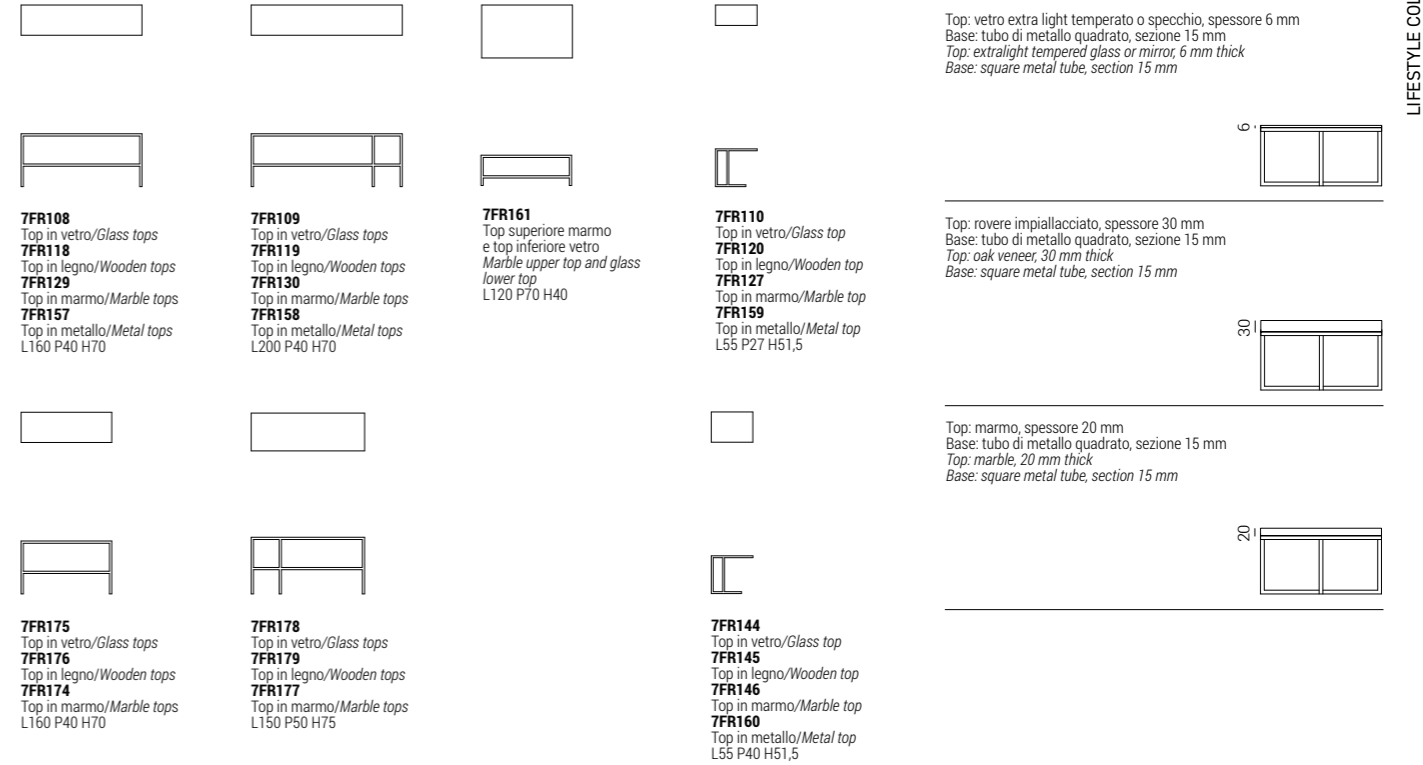 7FR108
Top in vetro/Glass tops
7FR118
Top in legno/Wooden tops
7FR129
Top in marmo/Marble tops
7FR157
Top in metallo/Metal tops
L160 P40 H70
7FR109
Top in vetro/Glass tops
7FR119
Top in legno/Wooden tops
7FR130
Top in marmo/Marble tops
7FR158
Top in metallo/Metal tops
L200 P40 H70
7FR161
Top superiore marmo
e top inferiore vetro
Marble upper top and glass
lower top
L120 P70 H40
7FR110
Top in vetro/Glass top
7FR120
Top in legno/Wooden top
7FR127
Top in marmo/Marble top
7FR159
Top in metallo/Metal top
L55 P27 H51,5
7FR175
Top in vetro/Glass tops
7FR176
Top in legno/Wooden tops
7FR174
Top in marmo/Marble tops
L160 P40 H70
7FR178
Top in vetro/Glass tops
7FR179
Top in legno/Wooden tops
7FR177
Top in marmo/Marble tops
L150 P50 H75
7FR144
Top in vetro/Glass top
7FR145
Top in legno/Wooden top
7FR146
Top in marmo/Marble top
7FR160
Top in metallo/Metal top
L55 P40 H51,5
Top: vetro extra light temperato o specchio, spessore 6 mm
Base: tubo di metallo quadrato, sezione 15 mm
Top: extralight tempered glass or mirror, 6 mm thick
Base: square metal tube, section 15 mm
6
Top: rovere impiallacciato, spessore 30 mm
Base: tubo di metallo quadrato, sezione 15 mm
Top: oak veneer, 30 mm thick
Base: square metal tube, section 15 mm
30
Top: marmo, spessore 20 mm
Base: tubo di metallo quadrato, sezione 15 mm
Top: marble, 20 mm thick
Base: square metal tube, section 15 mm
20
LIFESTYLE